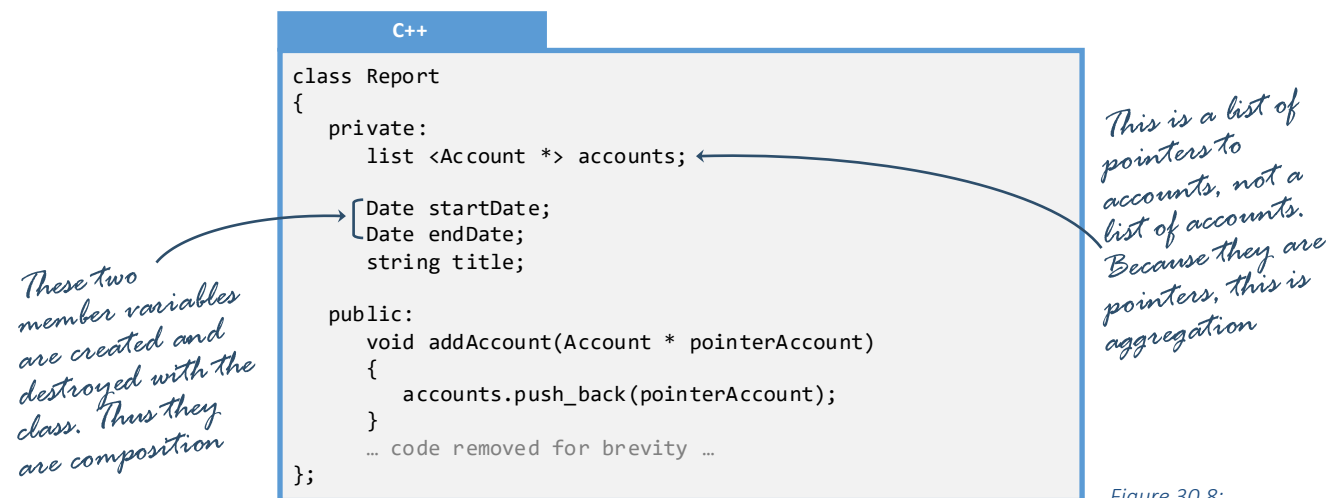 C++
class Report
{
private:
list <Account *> accounts;
Date startDate;
Date endDate;
string title;
public:
void addAccount(Account * pointerAccount)
{
accounts.push_back(pointerAccount);
}
… code removed for brevity …
};
These two
member variables
are created and
destroyed with the
class. Thus they
are composition
This is a list of
pointers to
accounts, not a
list of accounts.
Because they are
pointers, this is
aggregation
Figure 30.8: